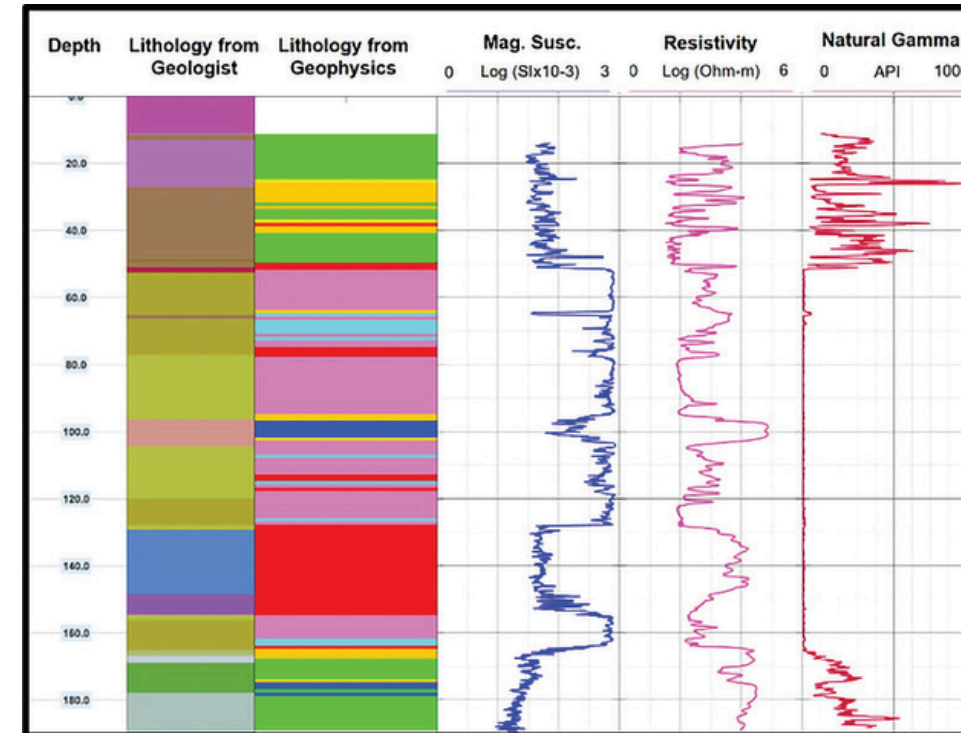 Depth
Lithology from
Geologist
Lithology from
Geophysics
Mag. Susc.
0 Log (SIx10-3) 3
Resistivity
0 Log (Ohm-m) 6
Natural Gamma
0 API 100
20.0
40.0
60.0
80.0
100.0
120.0
140.0
160.0
180.0